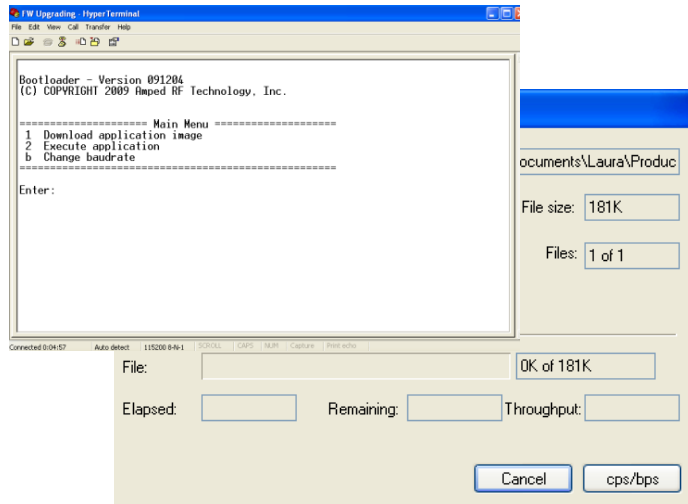 FW Upgrading - HyperTerminal
File Edit View Call Transfer Help
Bootloader - Version 091204
(C) COPYRIGHT 2009 Amped RF Technology, Inc.
===================== Main Menu ====================
1 Download application image
2 Execute application
b Change baudrate
====================================================
Enter:
ocuments\Laura\Produc
File size: 181K
Files: 1 of 1
Connected 0:04:57 Auto detect 115200 8-N-1 SCROLL CAPS NUM Capture Print echo
File: 0K of 181K
Elapsed: Remaining: Throughput:
Cancel cps/bps